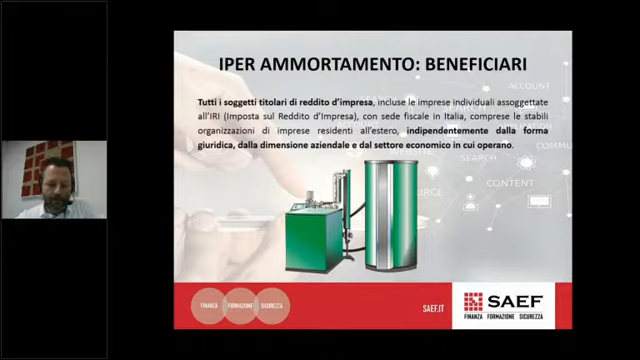 IPER AMMORTAMENTO: BENEFICIARI
Tutti i soggetti titolari di reddito d'impresa, incluse le imprese individuali assoggettate
all'IRI (Imposta sul Reddito d'Impresa), con sede fiscale in Italia, comprese le stabili
organizzazioni di imprese residenti all'estero, indipendentemente dalla forma
giuridica, dalla dimensione aziendale e dal settore economico in cui operano.
ACCOUNT
SEARCH
COMMU
SEARCH
CONTENT
FINANZA
FORMAZIONE
SICUREZZA
SAEF.IT
SAEF
FINANZA FORMAZIONE SICUREZZA